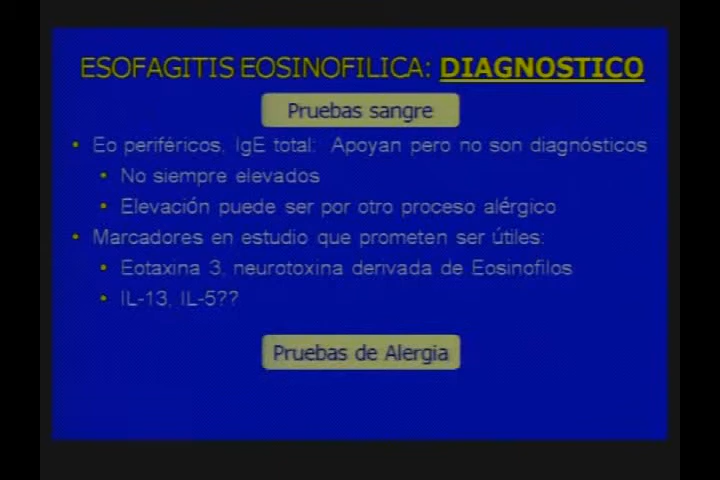 ESOFAGITIS EOSINOFILICA: DIAGNOSTICO
Pruebas sangre
• Eo periféricos, IgE total: Apoyan pero no son diagnósticos
• No siempre elevados
• Elevación puede ser por otro proceso alérgico
• Marcadores en estudio que prometen ser útiles:
• Eotaxina 3, neurotoxina derivada de Eosinofilos
• IL-13, IL-5??
Pruebas de Alergia